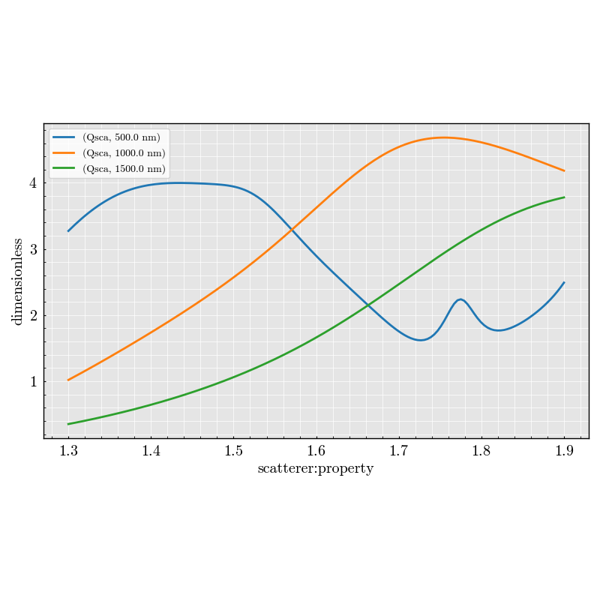 (Qsca, 500.0 nm)
(Qsca, 1000.0 nm)
(Qsca, 1500.0 nm)
dimensionless
4
3
2
1
1.3 1.4 1.5 1.6 1.7 1.8 1.9
scatterer:property